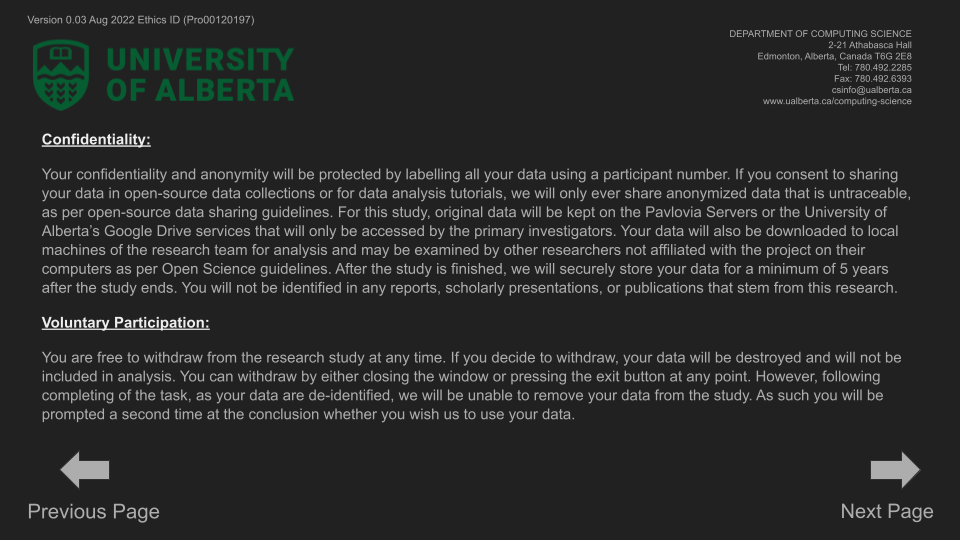 Version 0.03 Aug 2022 Ethics ID (Pro00120197)
UNIVERSITY
OF ALBERTA
DEPARTMENT OF COMPUTING SCIENCE
2-21 Athabasca Hall
Edmonton, Alberta, Canada T6G 2E8
Tel: 780.492.2285
Fax: 780.492.6393
csinfo@ualberta.ca
www.ualberta.ca/computing-science
Confidentiality:
Your confidentiality and anonymity will be protected by labelling all your data using a participant number. If you consent to sharing
your data in open-source data collections or for data analysis tutorials, we will only ever share anonymized data that is untraceable,
as per open-source data sharing guidelines. For this study, original data will be kept on the Pavlovia Servers or the University of
Alberta’s Google Drive services that will only be accessed by the primary investigators. Your data will also be downloaded to local
machines of the research team for analysis and may be examined by other researchers not affiliated with the project on their
computers as per Open Science guidelines. After the study is finished, we will securely store your data for a minimum of 5 years
after the study ends. You will not be identified in any reports, scholarly presentations, or publications that stem from this research.
Voluntary Participation:
You are free to withdraw from the research study at any time. If you decide to withdraw, your data will be destroyed and will not be
included in analysis. You can withdraw by either closing the window or pressing the exit button at any point. However, following
completing of the task, as your data are de-identified, we will be unable to remove your data from the study. As such you will be
prompted a second time at the conclusion whether you wish us to use your data.
Previous Page
Next Page